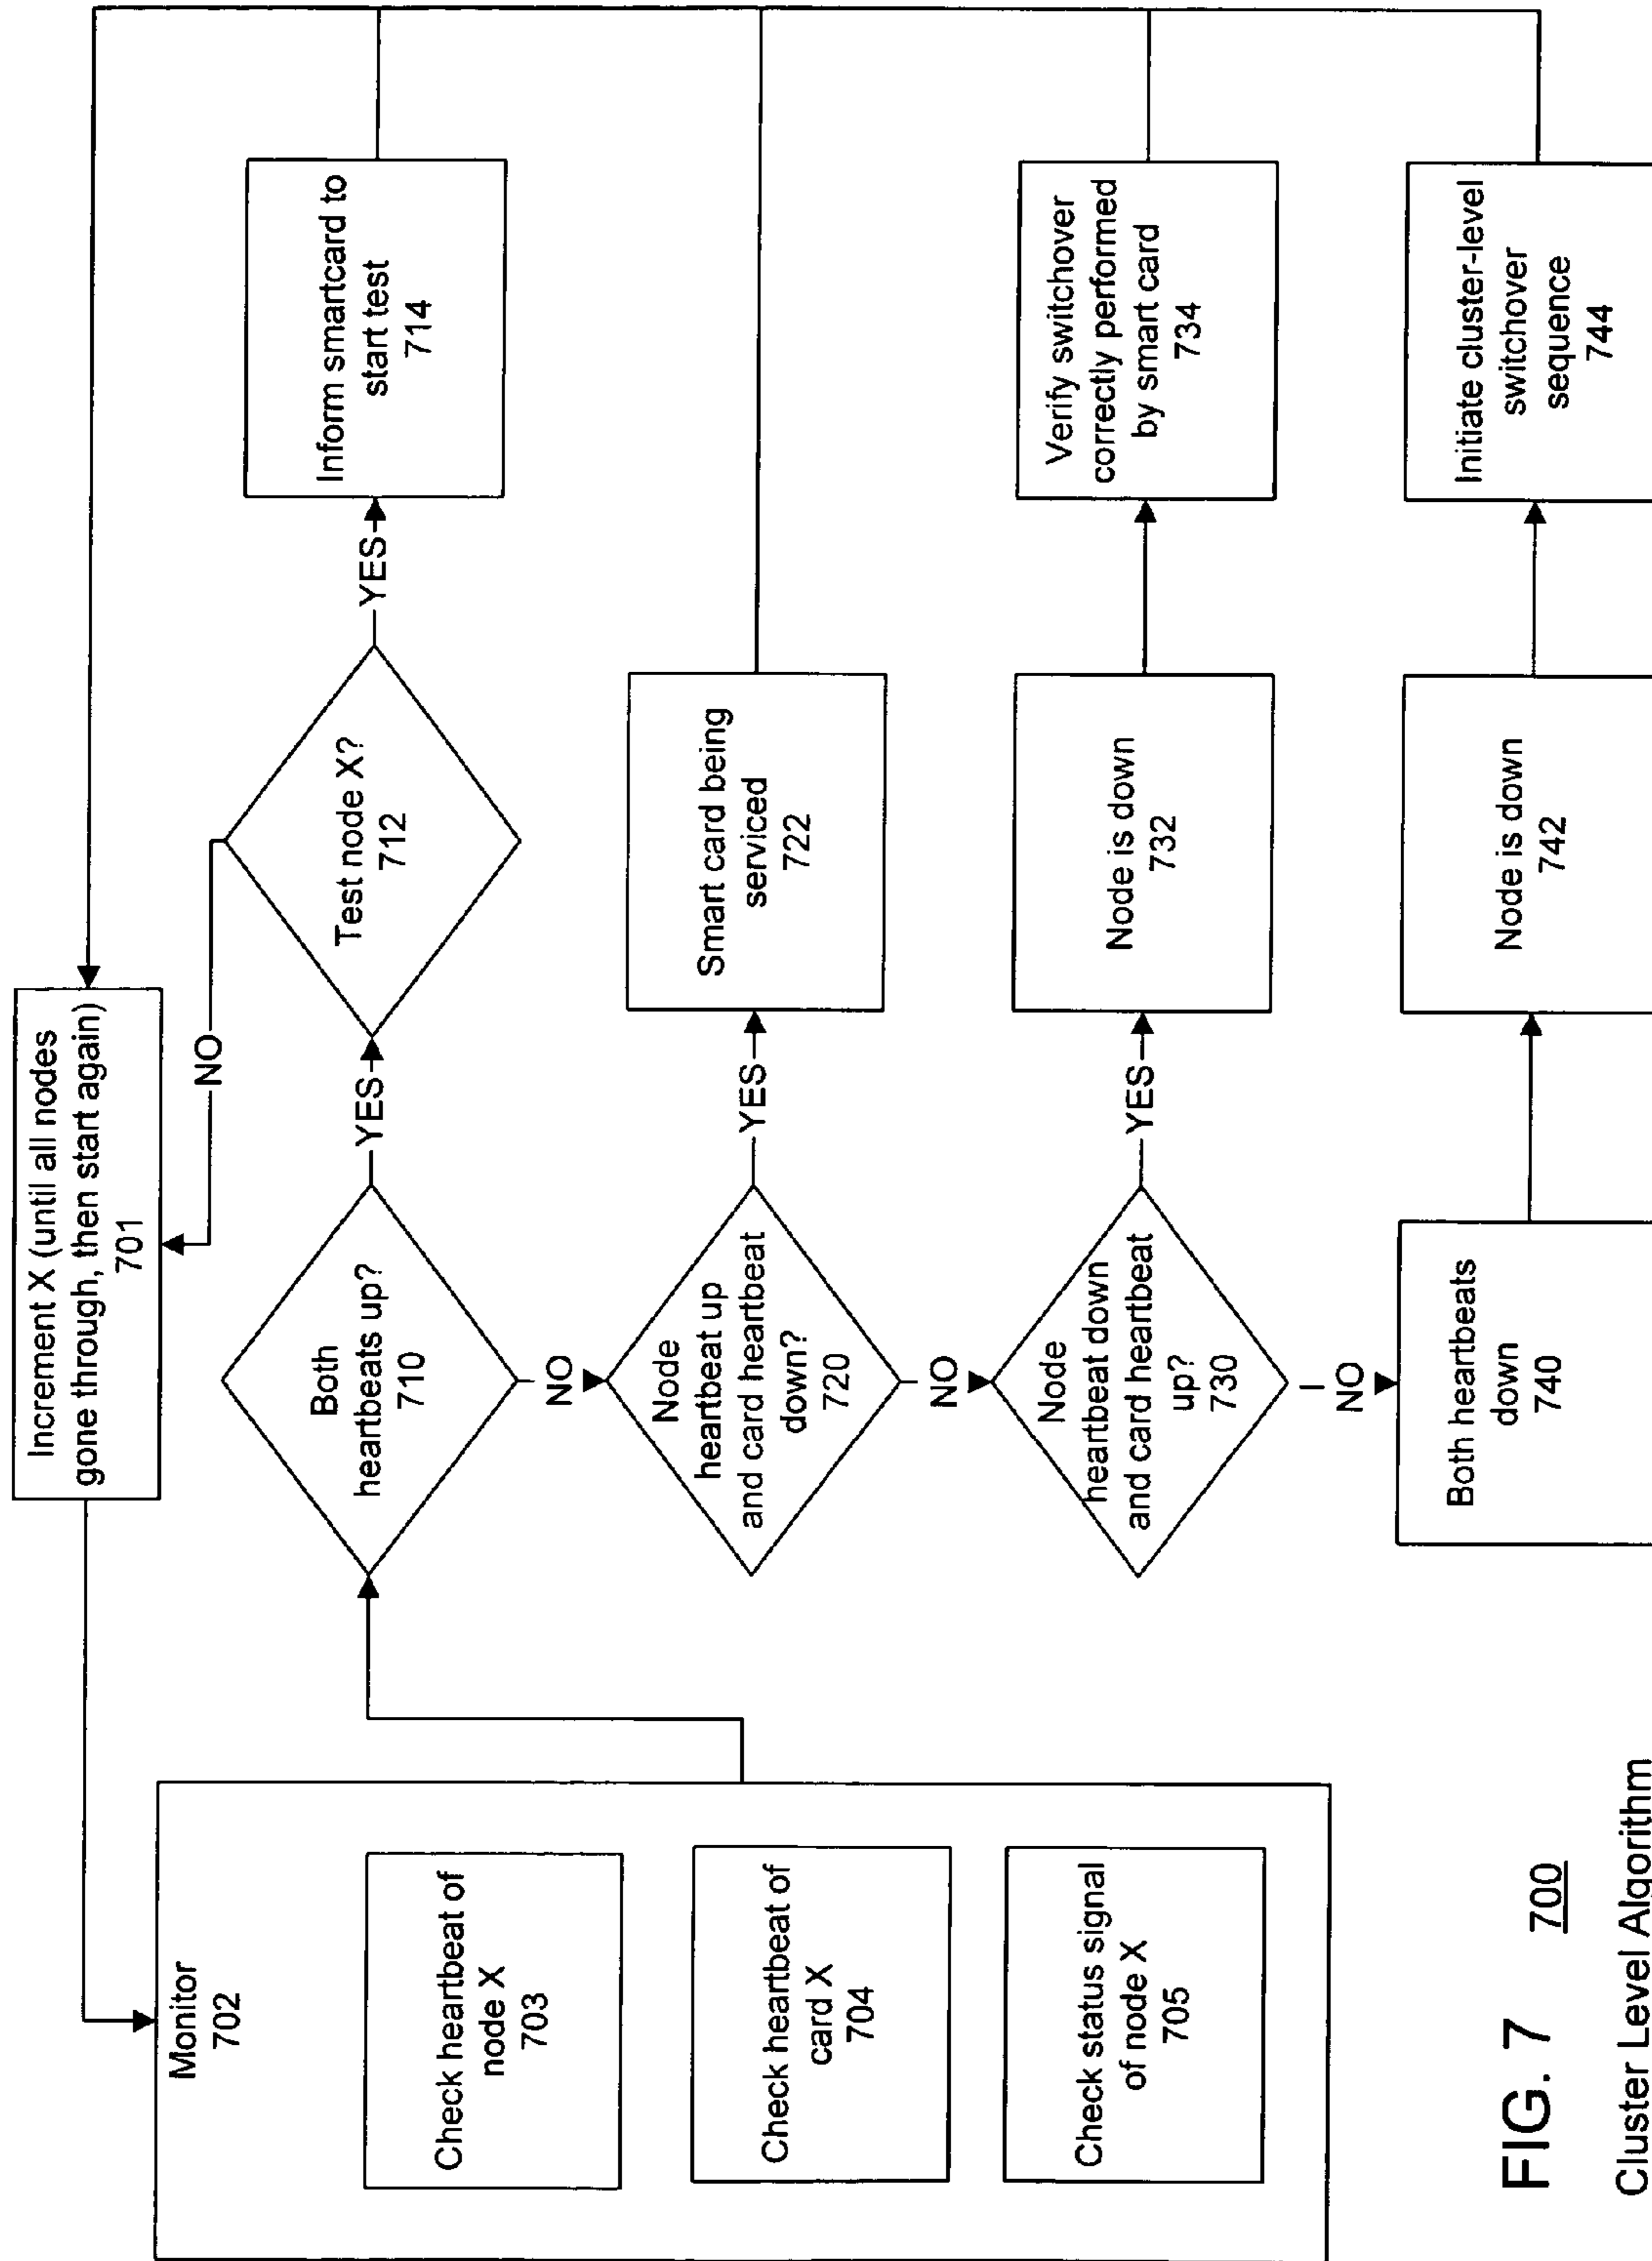 Increment X (until all nodes
gone through, then start again)
701
Monitor
702
Check heartbeat of
node X
703
Check heartbeat of
card X
704
Check status signal
of node X
705
Both
heartbeats up?
710
YES
Test node X?
712
NO
YES
Inform smartcard to
start test
714
NO
Node
heartbeat up
and card heartbeat
down?
720
YES
Smart card being
serviced
722
NO
Node
heartbeat down
and card heartbeat
up?
730
YES
Node is down
732
Verify switchover
correctly performed
by smart card
734
NO
Both heartbeats
down
740
Node is down
742
Initiate cluster-level
switchover
sequence
744
FIG. 7 700
Cluster Level Algorithm